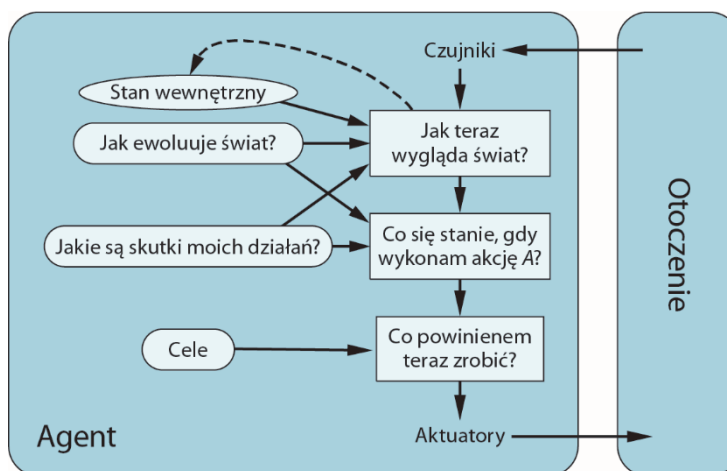 Czujniki
Stan wewnętrzny
Jak ewoluuje świat?
Jak teraz
wygląda świat?
Jakie są skutki moich działań?
Co się stanie, gdy
wykonam akcję A?
Cele
Co powinienem
teraz zrobić?
Agent
Aktuatory
Otoczenie